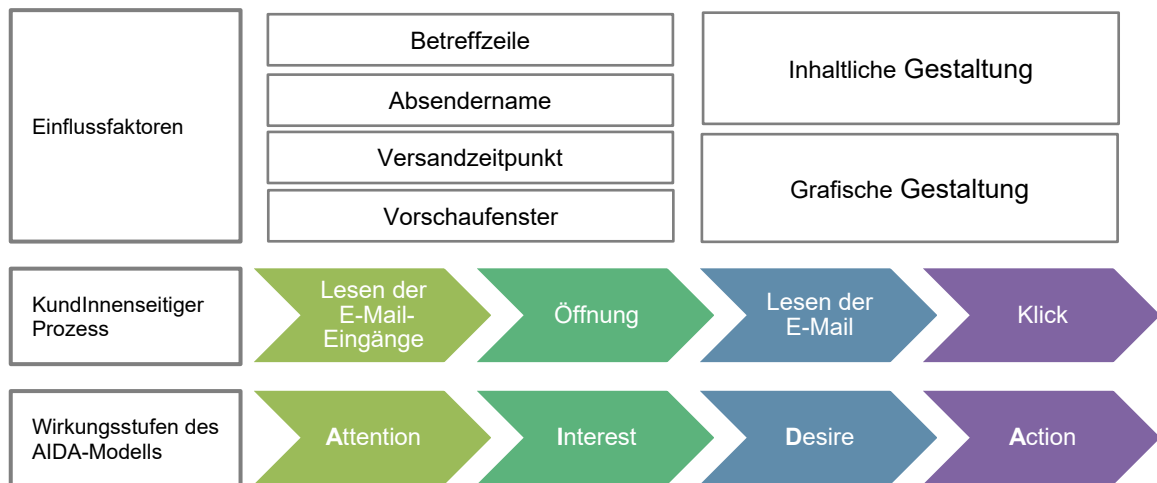 Einflussfaktoren
Betreffzeile
Absendername
Versandzeitpunkt
Vorschaufenster
Inhaltliche Gestaltung
Grafische Gestaltung
KundInnenseitiger
Prozess
Lesen der
E-Mail-
Eingänge
Öffnung
Lesen der
E-Mail
Klick
Wirkungsstufen des
AIDA-Modells
Attention
Interest
Desire
Action